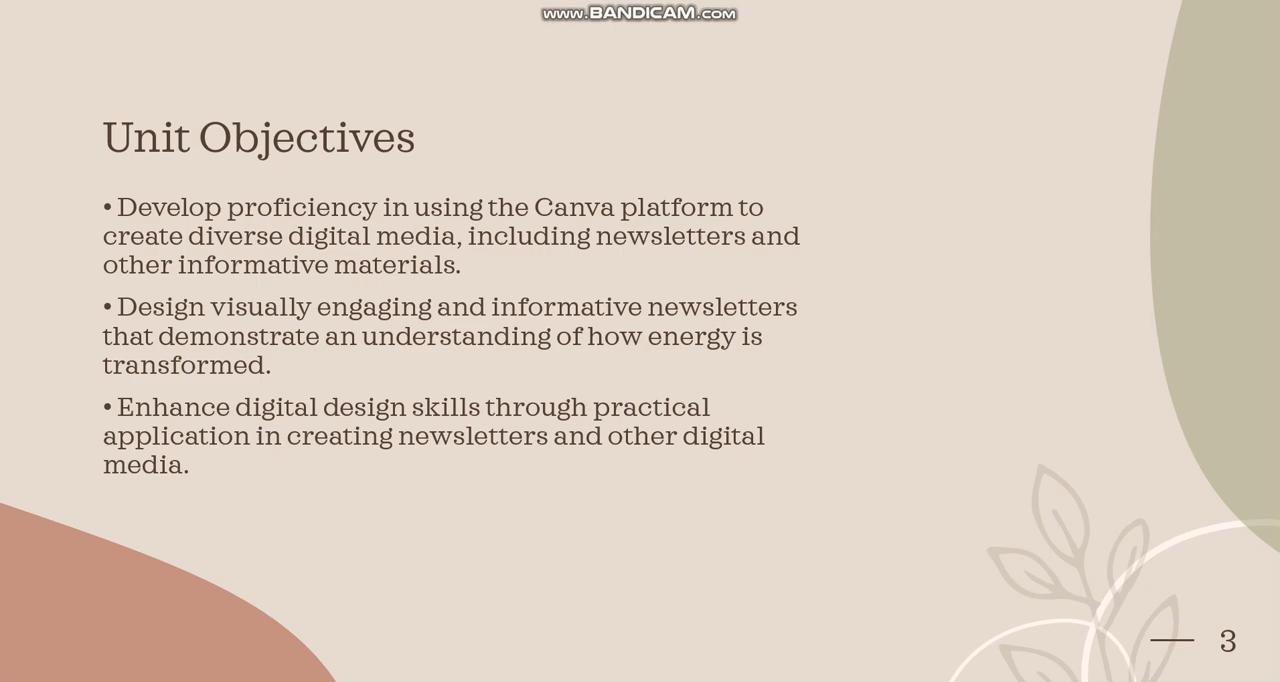 www.BANDICAM.COM
Unit Objectives
• Develop proficiency in using the Canva platform to
create diverse digital media, including newsletters and
other informative materials.
• Design visually engaging and informative newsletters
that demonstrate an understanding of how energy is
transformed.
• Enhance digital design skills through practical
application in creating newsletters and other digital
media.
3